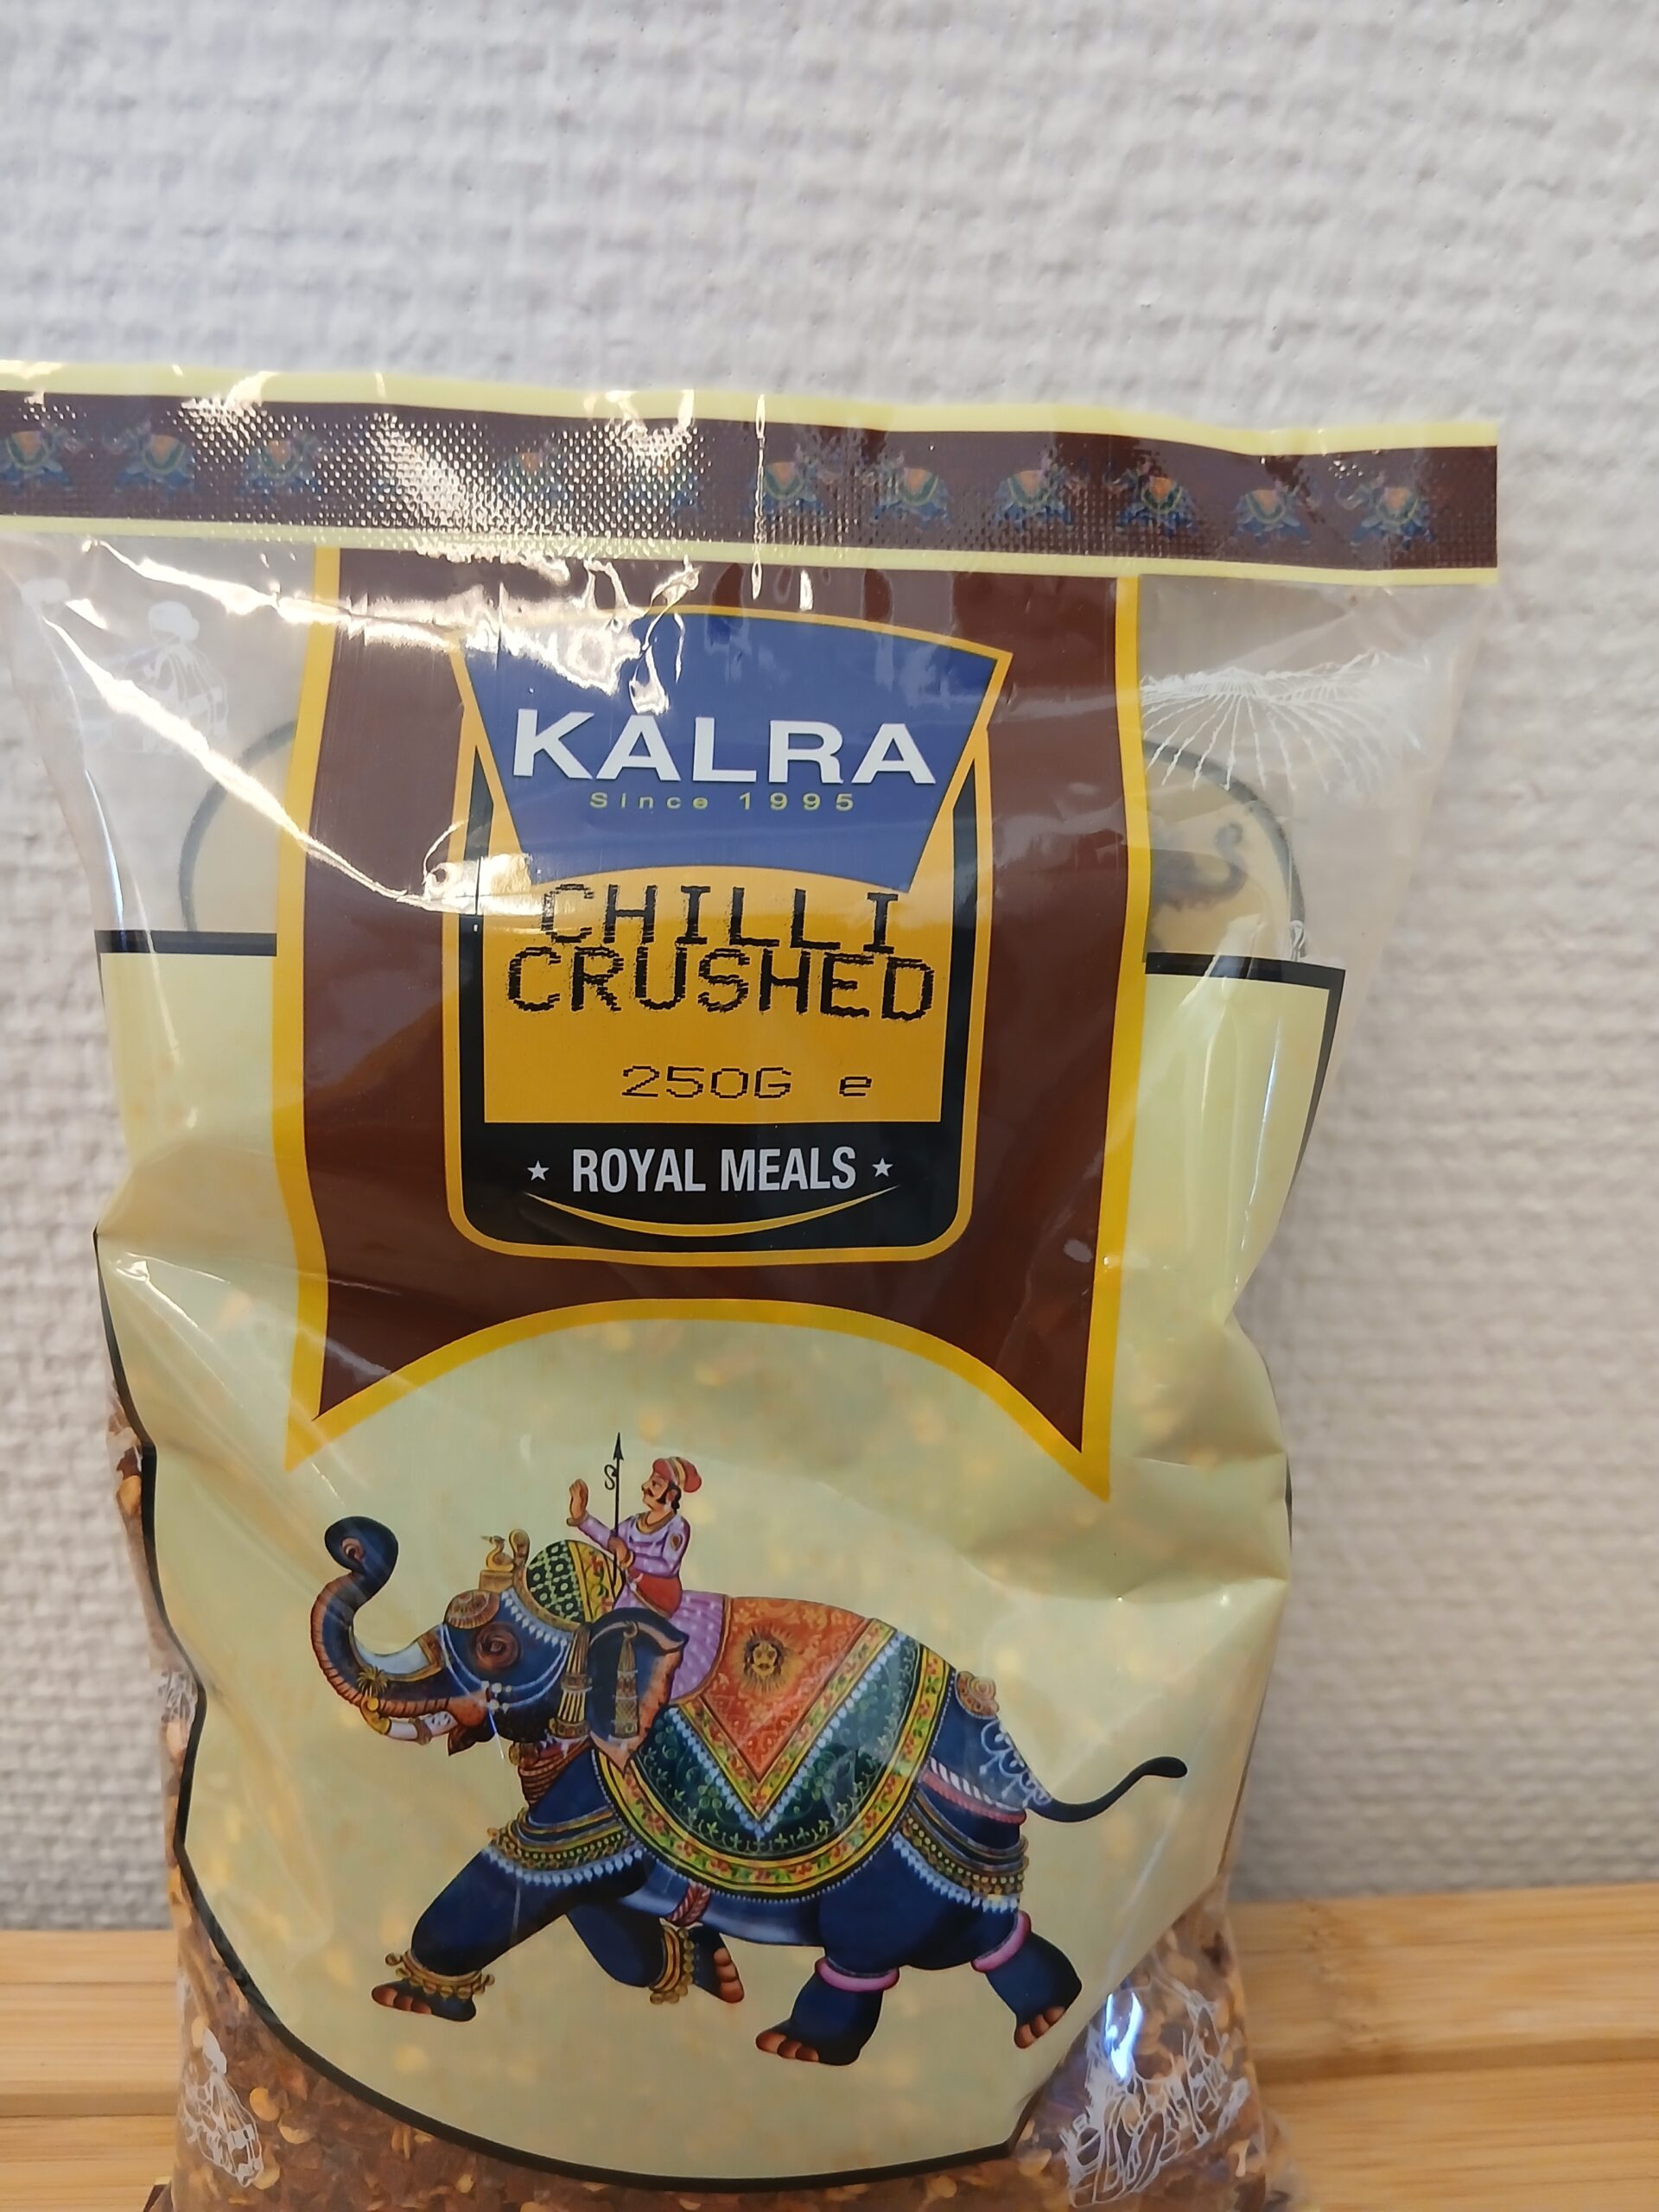 KALRA
Since 1995
CHILLI
CRUSHED
250G e
ROYAL MEALS